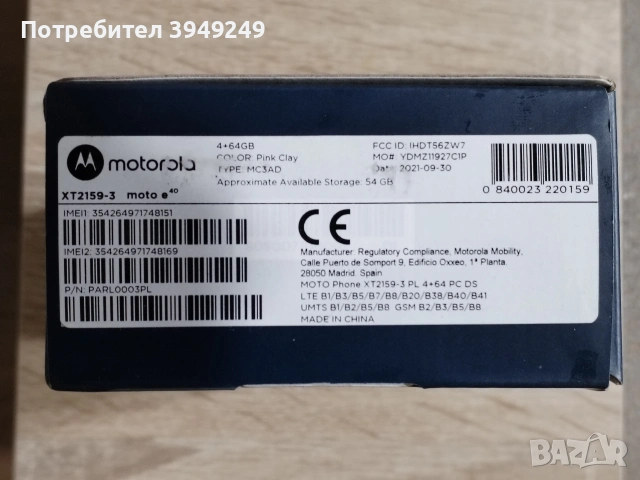 Потребител 3949249
motorola
4+64GB
COLOR: Pink Clay
TYPE: MC3AD
Approximate Available Storage: 54 GB
FCC ID: IHDT56ZW7
MO#: YDMZ11927C1P
Date: 2021-09-30
0 840023 220159
XT2159-3 moto e40
IMEI1: 354264971748151
IMEI2: 354264971748169
P/N: PARL0003PL
CE
Manufacturer: Regulatory Compliance, Motorola Mobility,
Calle Puerto de Somport 9, Edificio Oxxeo, 1ª Planta
28050 Madrid, Spain
MOTO Phone XT2159-3 PL 4+64 PC DS
LTE B1/B3/B5/B7/B8/B20/B38/B40/B41
UMTS B1/B2/B5/B8 GSM B2/B3/B5/B8
MADE IN CHINA
BAZAR